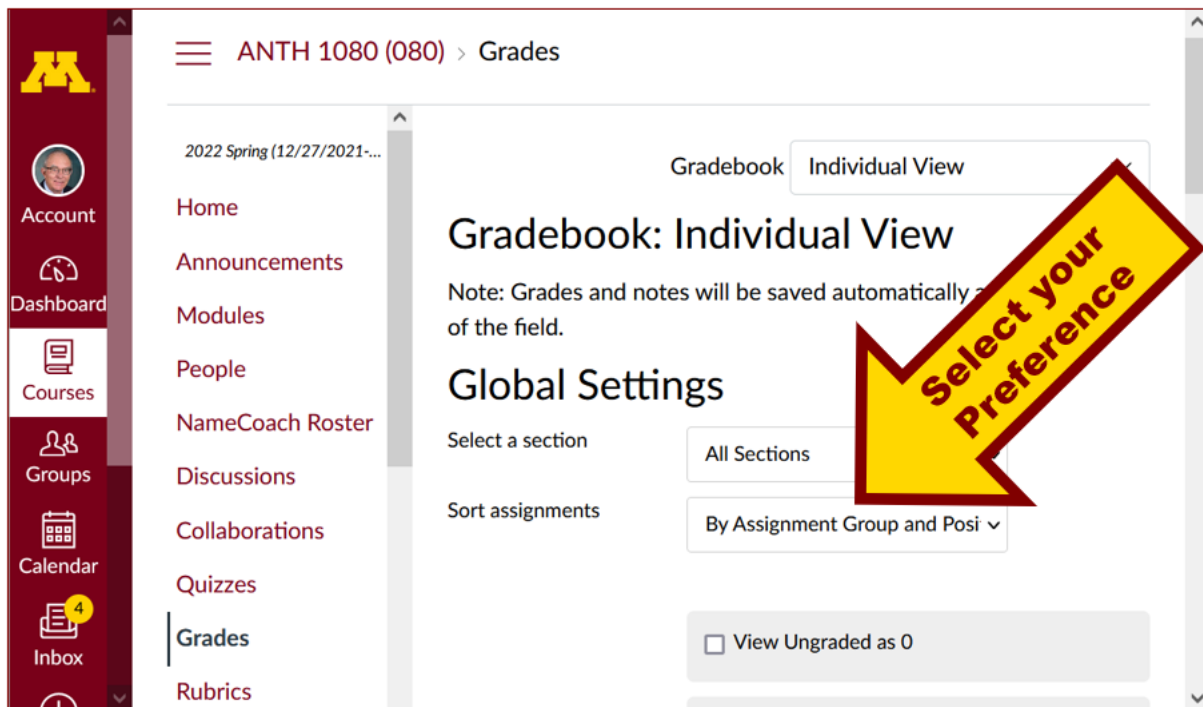 M
ANTH 1080 (080) > Grades
Account
Dashboard
Courses
Groups
Calendar
4
Inbox
2022 Spring (12/27/2021-...
Home
Announcements
Modules
People
NameCoach Roster
Discussions
Collaborations
Quizzes
Grades
Rubrics
Gradebook Individual View
Gradebook: Individual View
Note: Grades and notes will be saved automatically
of the field.
Global Settings
Select a section All Sections
Sort assignments By Assignment Group and Posi
View Ungraded as 0
Select your
Preference